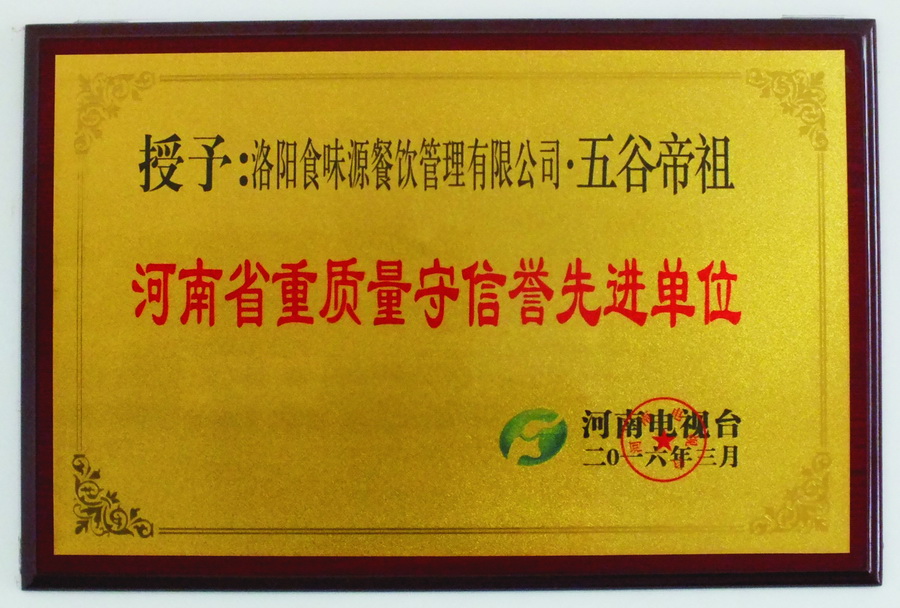 授予:洛阳食味源餐饮管理有限公司·五谷帝祖
河南省重质量守信誉先进单位
河南电视台
二0一六年三月